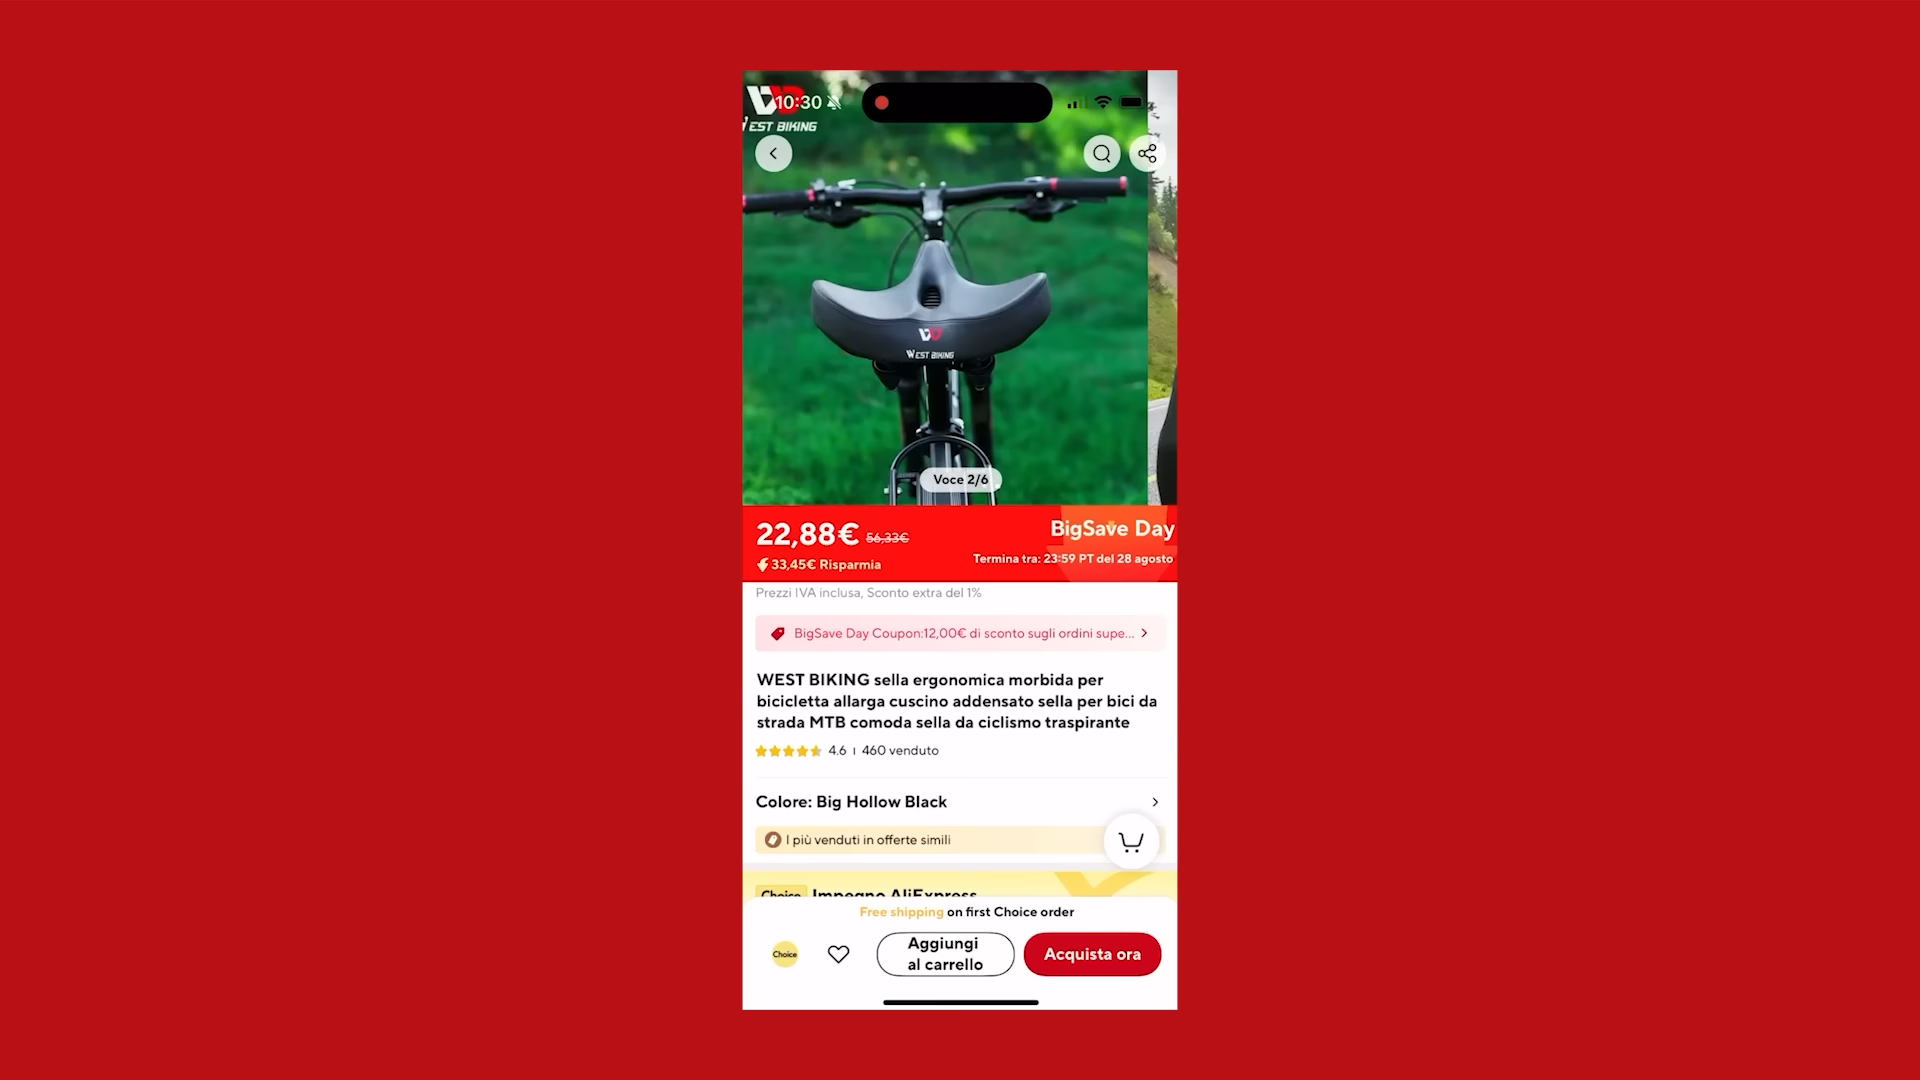 10:30
WEST BIKING
WEST BIKING
Voce 2/6
22,88€ 56,33€
BigSave Day
33,45€ Risparmia
Termina tra: 23:59 PT del 28 agosto
Prezzi IVA inclusa, Sconto extra del 1%
BigSave Day Coupon:12,00€ di sconto sugli ordini supe...
WEST BIKING sella ergonomica morbida per
bicicletta allarga cuscino addensato sella per bici da
strada MTB comoda sella da ciclismo traspirante
4.6 | 460 venduto
Colore: Big Hollow Black
I più venduti in offerte simili
Choice Impegno AliExpress
Free shipping on first Choice order
Choice
Aggiungi
al carrello
Acquista ora